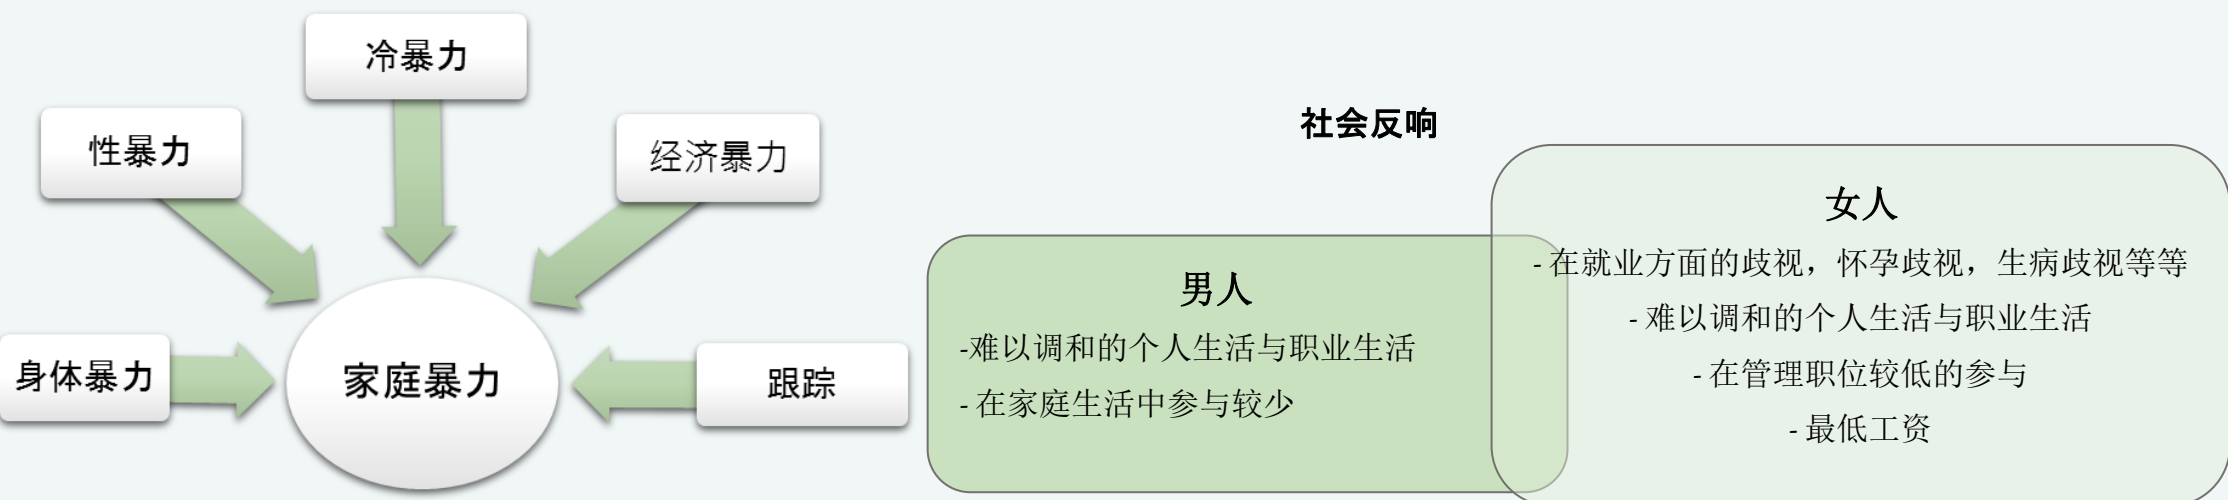 冷暴力
性暴力
经济暴力
身体暴力
家庭暴力
跟踪
社会反响
男人
-难以调和的个人生活与职业生活
- 在家庭生活中参与较少
女人
- 在就业方面的歧视，怀孕歧视，生病歧视等等
- 难以调和的个人生活与职业生活
- 在管理职位较低的参与
- 最低工资